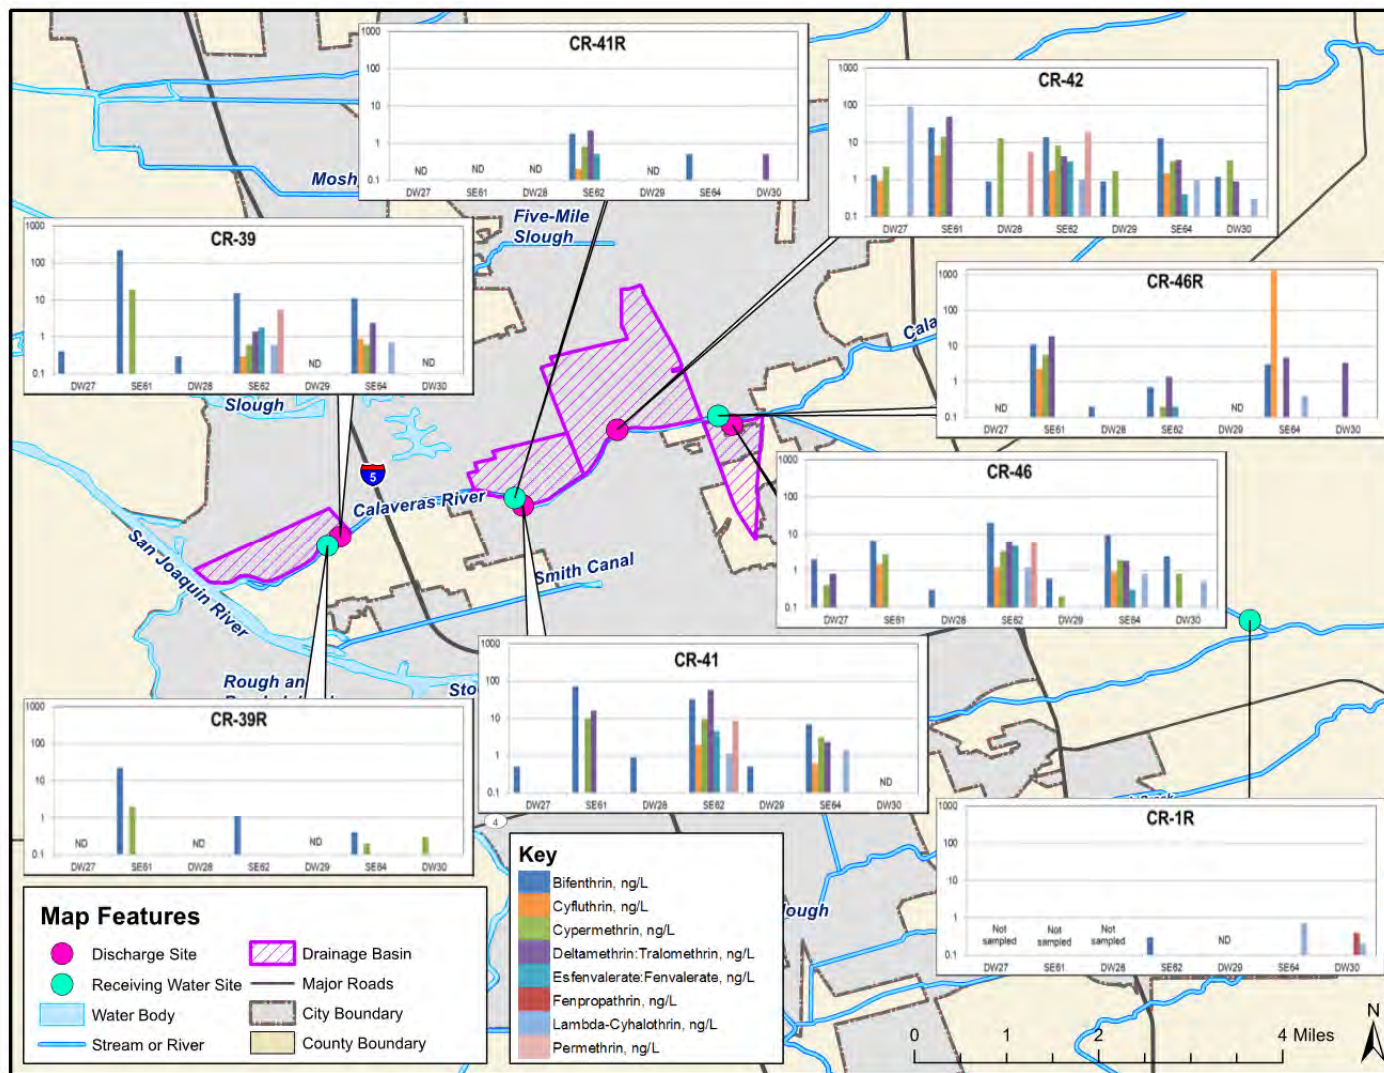 CR-41R
1000
100
10
1
0.1
ND
ND
ND
ND
DW27
SE61
DW28
SE62
DW29
SE64
DW30
CR-42
1000
100
10
1
0.1
DW27
SE61
DW28
SE62
DW29
SE64
DW30
Mosh
Five-Mile
Slough
CR-39
1000
100
10
1
0.1
ND
ND
DW27
SE61
DW28
SE62
DW29
SE64
DW30
Cala
CR-46R
1000
100
10
1
0.1
ND
ND
DW27
SE61
DW28
SE62
DW29
SE64
DW30
Slough
5
Calaveras River
San Joaquin River
Smith Canal
CR-46
1000
100
10
1
0.1
DW27
SE61
DW28
SE62
DW29
SE64
DW30
Rough an
Sto
CR-41
1000
100
10
1
0.1
ND
DW27
SE61
DW28
SE62
DW29
SE64
DW30
CR-39R
1000
100
10
1
0.1
ND
ND
ND
DW27
SE61
DW28
SE62
DW29
SE64
DW30
4
CR-1R
1000
100
10
1
0.1
Not sampled
Not sampled
Not sampled
ND
DW27
SE61
DW28
SE62
DW29
SE64
DW30
lough
Key
Bifenthrin, ng/L
Cyfluthrin, ng/L
Cypermethrin, ng/L
Deltamethrin:Tralomethrin, ng/L
Esfenvalerate:Fenvalerate, ng/L
Fenpropathrin, ng/L
Lambda-Cyhalothrin, ng/L
Permethrin, ng/L
Map Features
Discharge Site
Receiving Water Site
Water Body
Stream or River
Drainage Basin
Major Roads
City Boundary
County Boundary
0 1 2 4 Miles
N